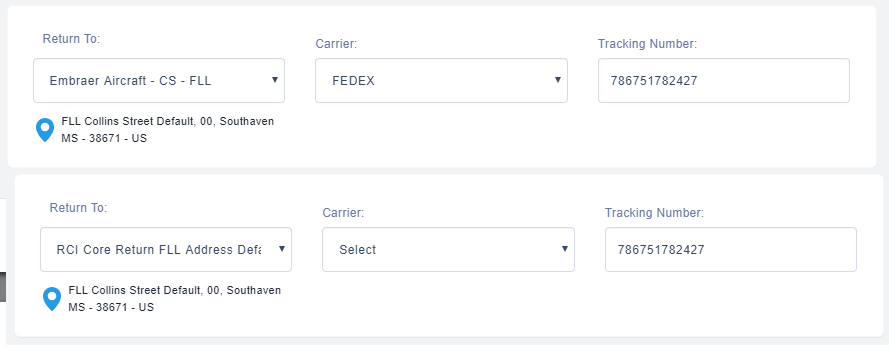 Return To:
Carrier:
Tracking Number:
Embraer Aircraft - CS - FLL
FEDEX
786751782427
FLL Collins Street Default, 00, Southaven
MS - 38671 - US
Return To:
Carrier:
Tracking Number:
RCI Core Return FLL Address Defa
Select
786751782427
FLL Collins Street Default, 00, Southaven
MS - 38671 - US